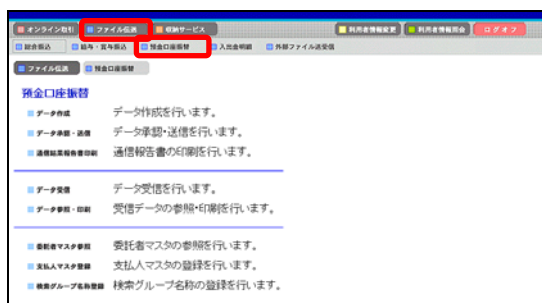 オンライン取引 ファイル伝送 収納サービス 利用者情報変更 利用者情報照会 ログオフ
総合振込 給与・賞与振込 預金口座振替 入出金明細 外部ファイル送受信
ファイル伝送 預金口座振替
預金口座振替
データ作成 データ作成を行います。
データ承認・送信 データ承認・送信を行います。
通信結果報告書印刷 通信報告書の印刷を行います。
データ受信 データ受信を行います。
データ参照・印刷 受信データの参照・印刷を行います。
委託者マスタ参照 委託者マスタの参照を行います。
支払人マスタ登録 支払人マスタの登録を行います。
検索グループ名称登録 検索グループ名称の登録を行います。